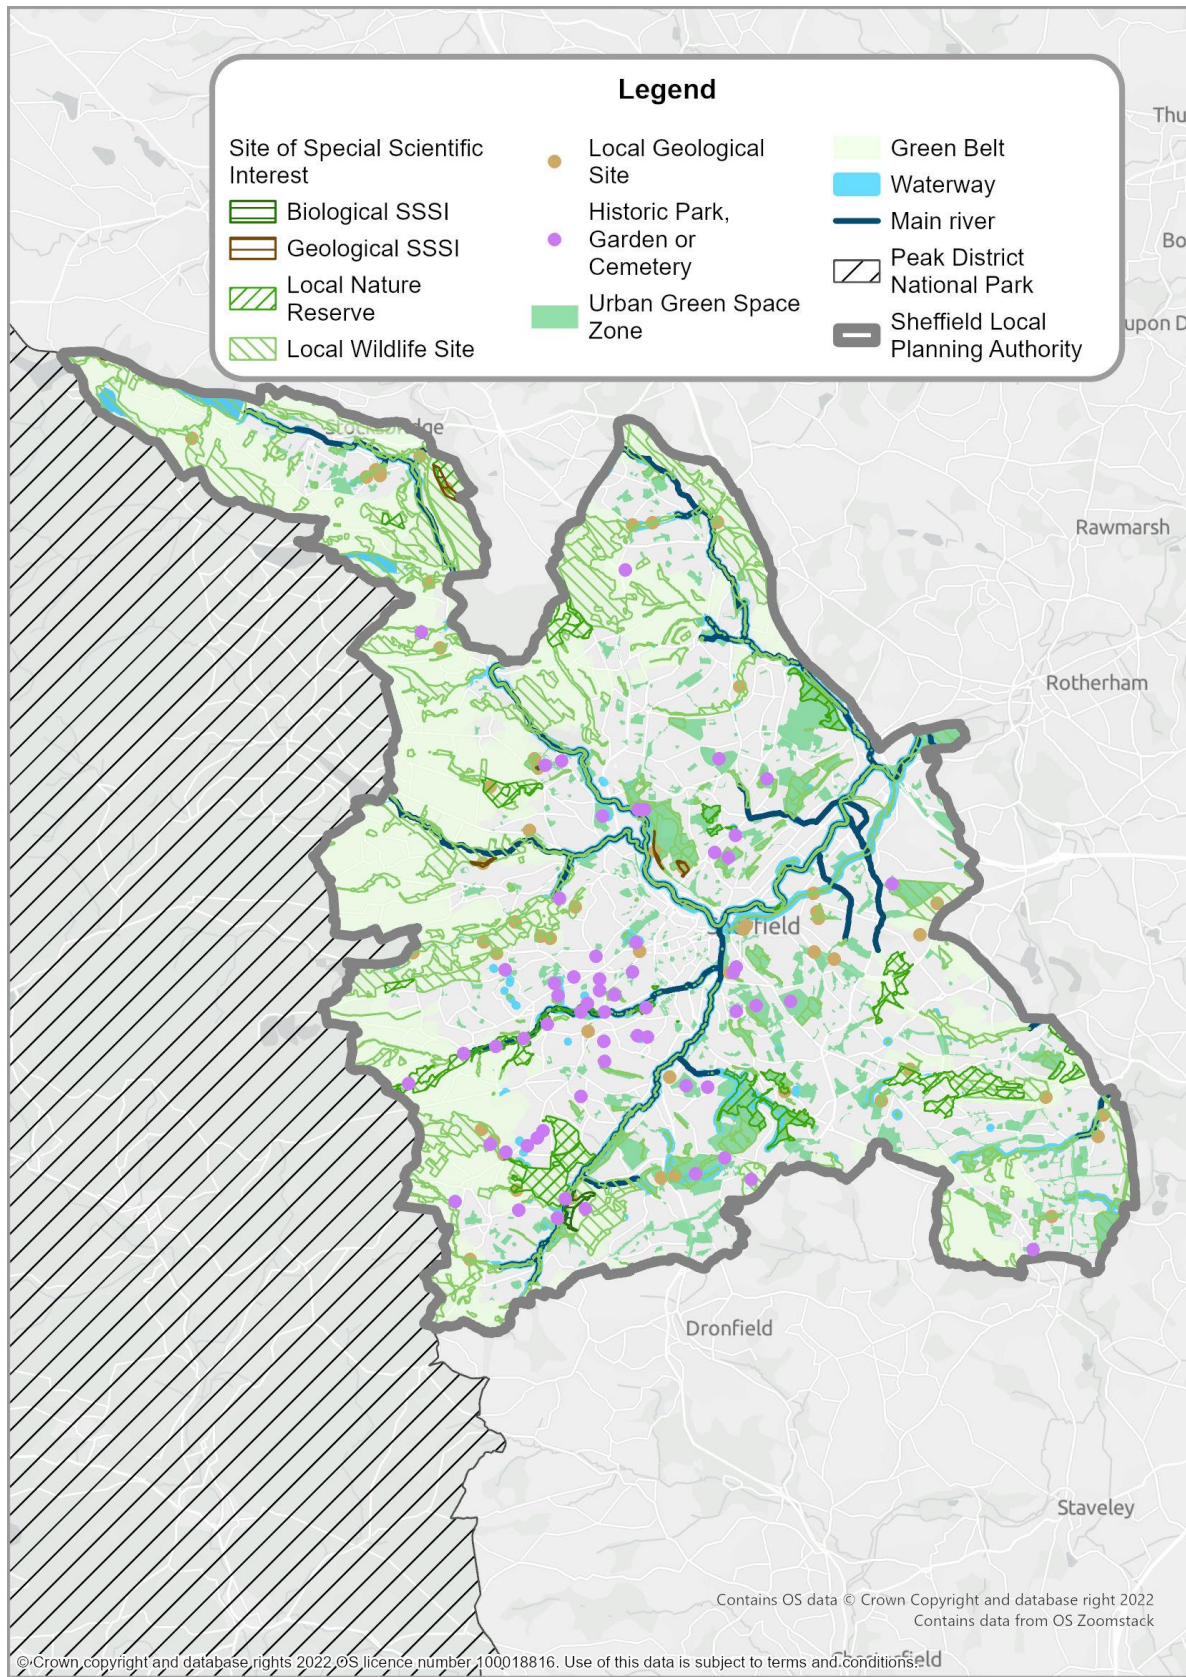 Legend
Site of Special Scientific
Interest
Biological SSSI
Geological SSSI
Local Nature
Reserve
Local Wildlife Site
Local Geological
Site
Historic Park,
Garden or
Cemetery
Urban Green Space
Zone
Green Belt
Waterway
Main river
Peak District
National Park
Sheffield Local
Planning Authority
Thu
Bo
upon D
Rawmarsh
Rotherham
field
Dronfield
Staveley
Contains OS data © Crown Copyright and database right 2022
Contains data from OS Zoomstack
© Crown copyright and database rights 2022 OS licence number 100018816. Use of this data is subject to terms and conditions.